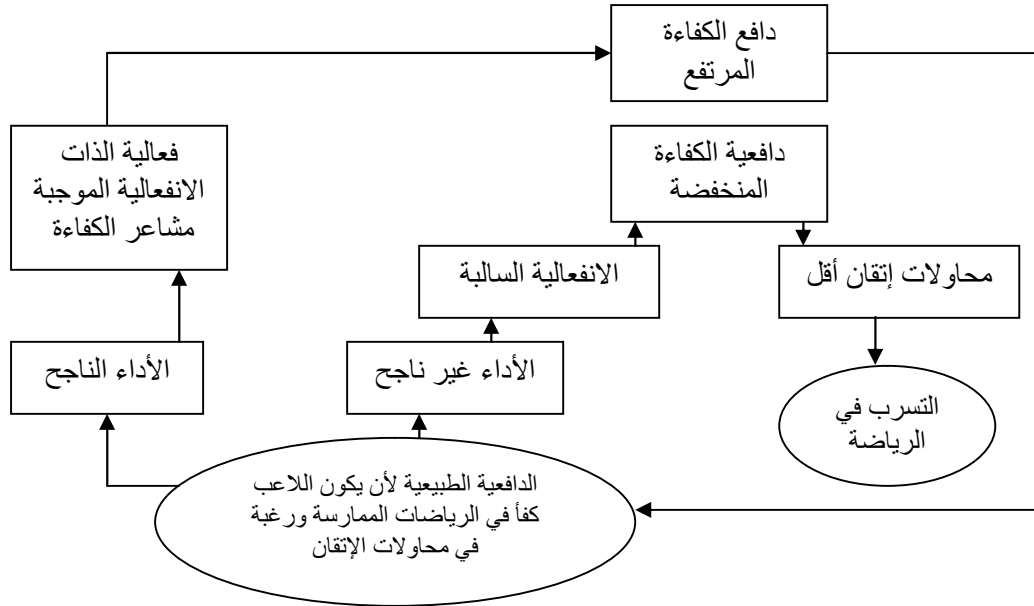 دافع الكفاءة
المرتفع
فعالية الذات
الانفعالية الموجبة
مشاعر الكفاءة
دافعية الكفاءة
المنخفضة
الانفعالية السالبة
محاولات إتقان أقل
الأداء الناجح
الأداء غير ناجح
التسرب في
الرياضة
الدافعية الطبيعية لأن يكون اللاعب
كفأ في الرياضات الممارسة ورغبة
في محاولات الإتقان